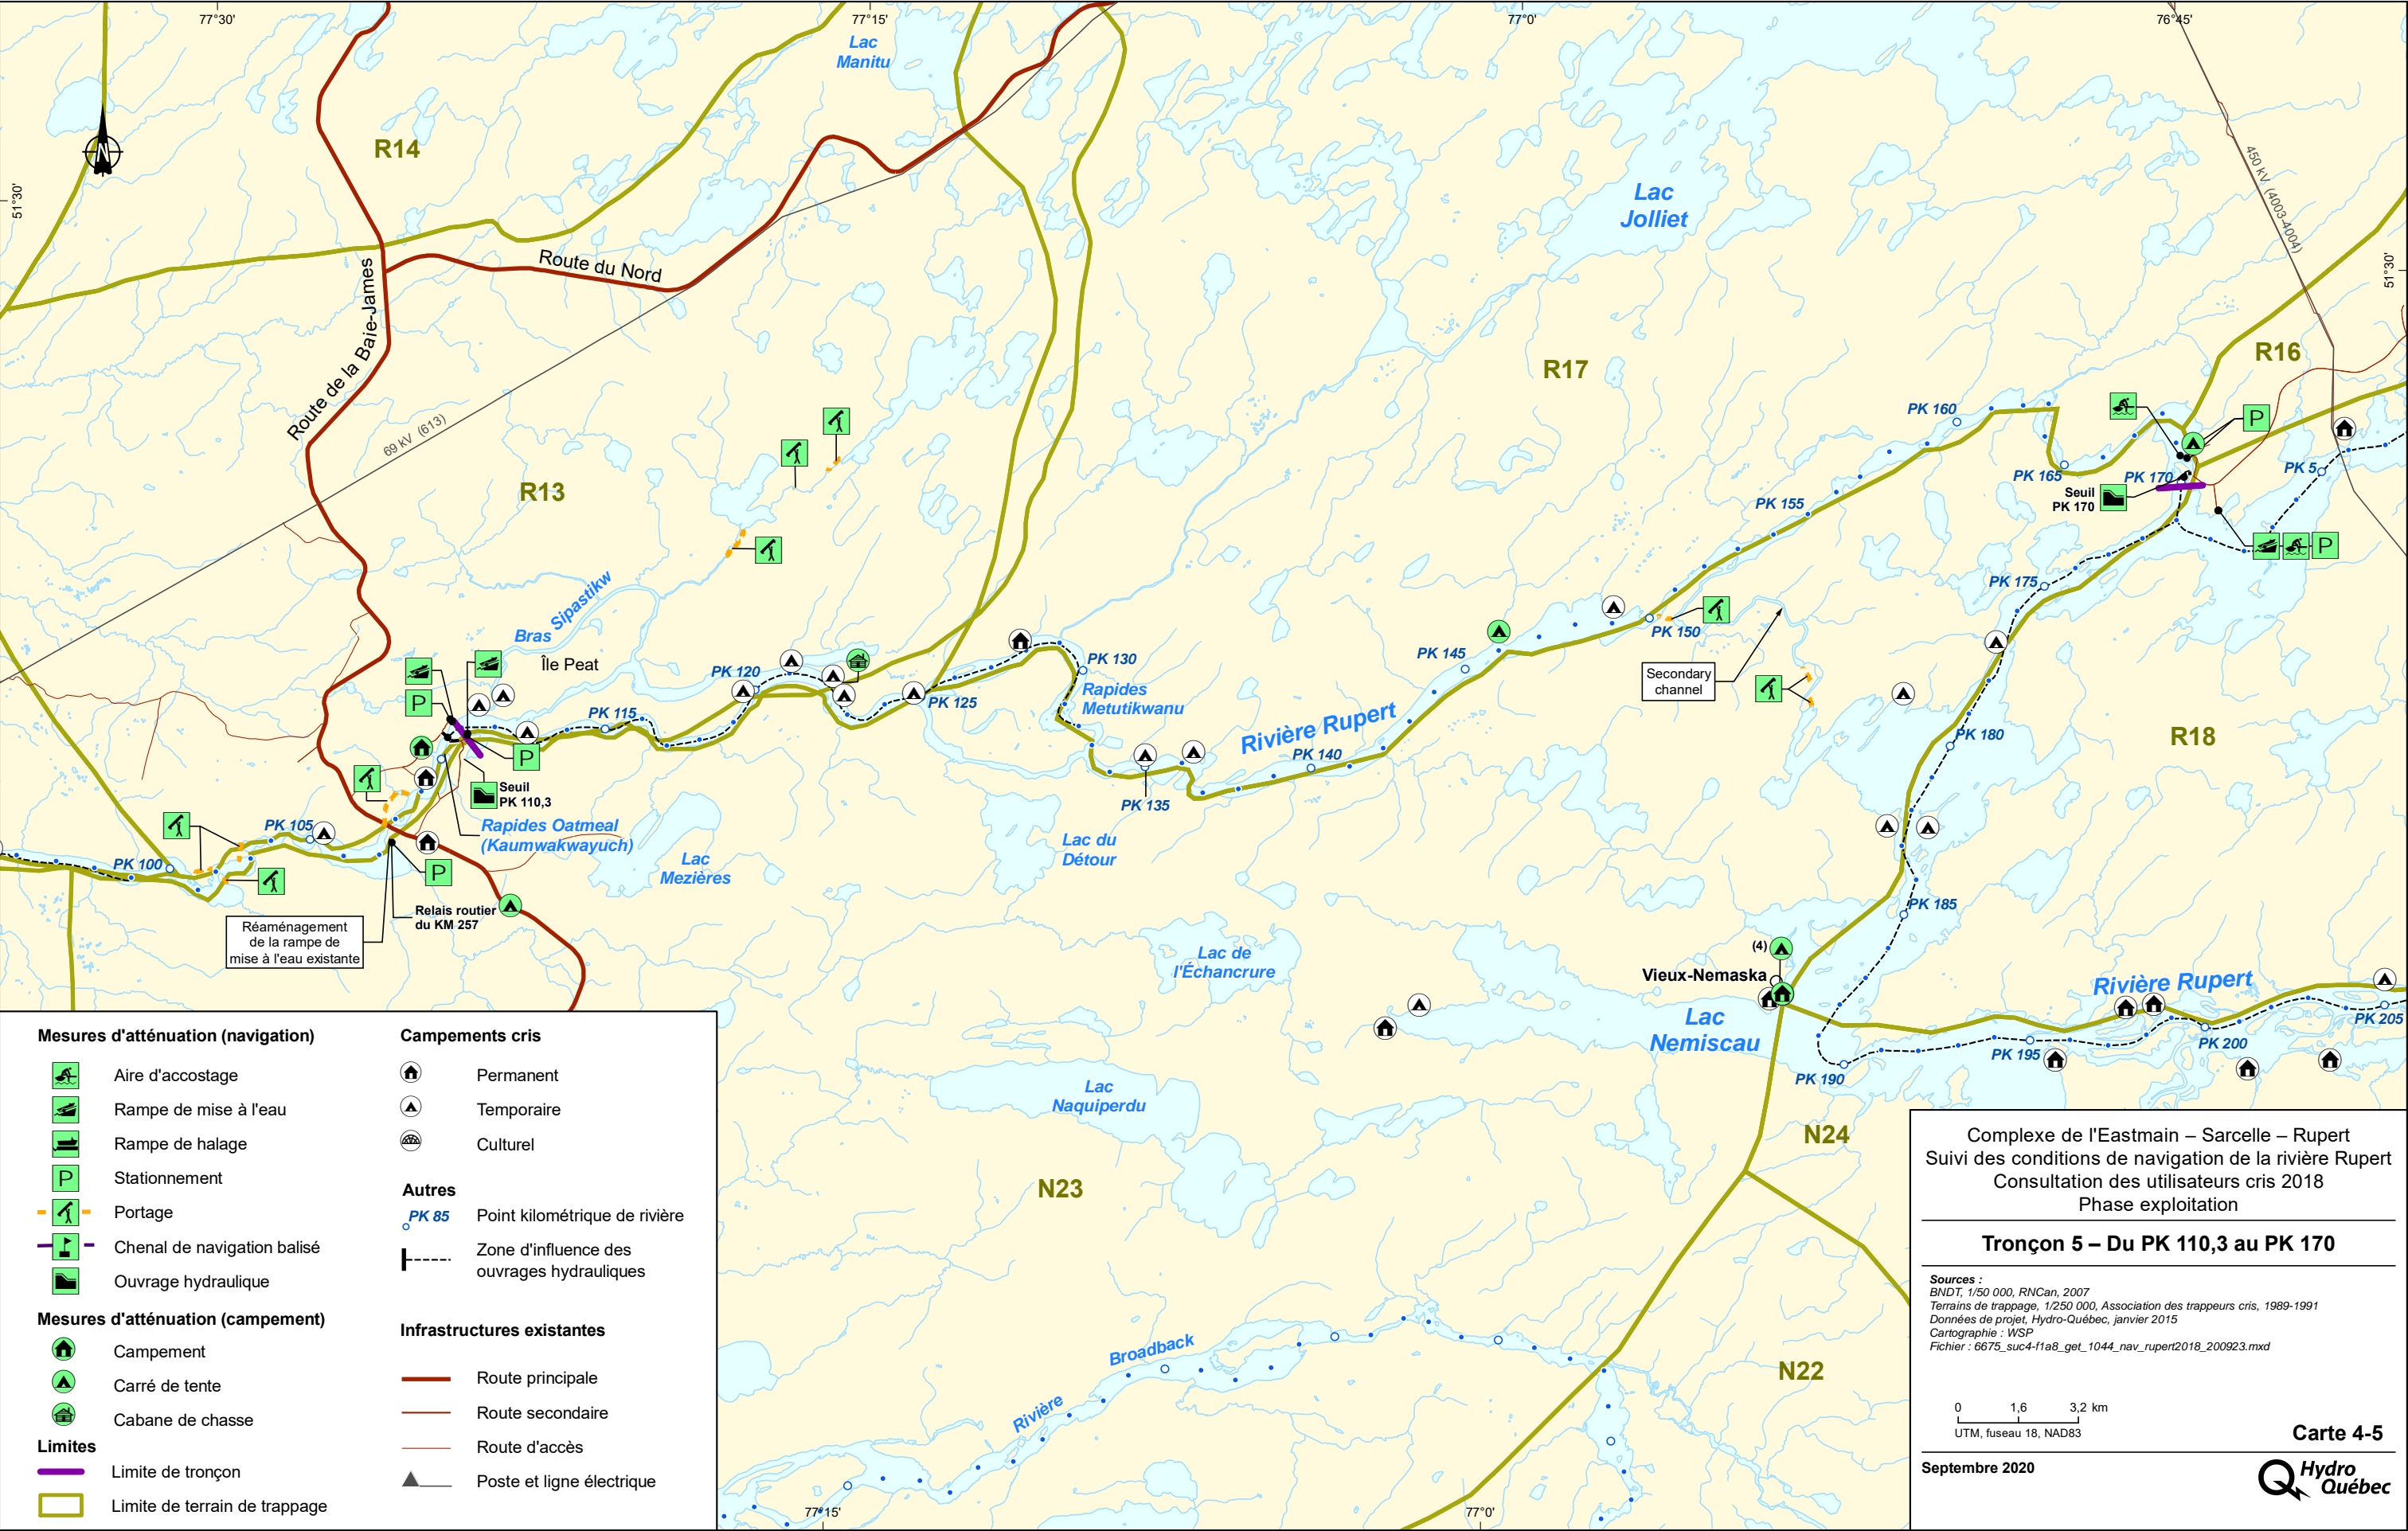 77°30'
77°15'
77°0'
76°45'
51°30'
51°30'
Lac
Manitu
R14
Lac
Jolliet
450 kV (4003-4004)
Route du Nord
Route de la Baie-James
69 kV (613)
R13
R17
R16
PK 160
P
PK 165
PK 170
PK 5
Seuil
PK 170
PK 155
P
PK 175
Bras Sipastikw
Île Peat
P
PK 120
PK 115
PK 125
PK 130
Rapides
Metutikwanu
PK 145
PK 150
Secondary
channel
Rivière Rupert
PK 140
PK 135
PK 180
R18
P
Seuil
PK 110,3
Rapides Oatmeal
(Kaumwakwayuch)
PK 105
PK 100
Lac
Mezières
Lac du
Détour
P
Relais routier
du KM 257
Réaménagement
de la rampe de
mise à l'eau existante
PK 185
Lac de
l'Échancrure
(4)
Vieux-Nemaska
Lac
Nemiscau
Rivière Rupert
PK 190
PK 195
PK 200
PK 205
Lac
Naquiperdu
N24
N23
N22
Rivière Broadback
77°15'
77°0'
Mesures d'atténuation (navigation)
Aire d'accostage
Rampe de mise à l'eau
Rampe de halage
P Stationnement
Portage
Chenal de navigation balisé
Ouvrage hydraulique
Mesures d'atténuation (campement)
Campement
Carré de tente
Cabane de chasse
Limites
Limite de tronçon
Limite de terrain de trappage
Campements cris
Permanent
Temporaire
Culturel
Autres
PK 85 Point kilométrique de rivière
Zone d'influence des
ouvrages hydrauliques
Infrastructures existantes
Route principale
Route secondaire
Route d'accès
Poste et ligne électrique
Complexe de l'Eastmain – Sarcelle – Rupert
Suivi des conditions de navigation de la rivière Rupert
Consultation des utilisateurs cris 2018
Phase exploitation
Tronçon 5 – Du PK 110,3 au PK 170
Sources :
BNDT, 1/50 000, RNCan, 2007
Terrains de trappage, 1/250 000, Association des trappeurs cris, 1989-1991
Données de projet, Hydro-Québec, janvier 2015
Cartographie : WSP
Fichier : 6675_suc4-f1a8_get_1044_nav_rupert2018_200923.mxd
0 1,6 3,2 km
UTM, fuseau 18, NAD83
Carte 4-5
Septembre 2020
Hydro
Québec
N